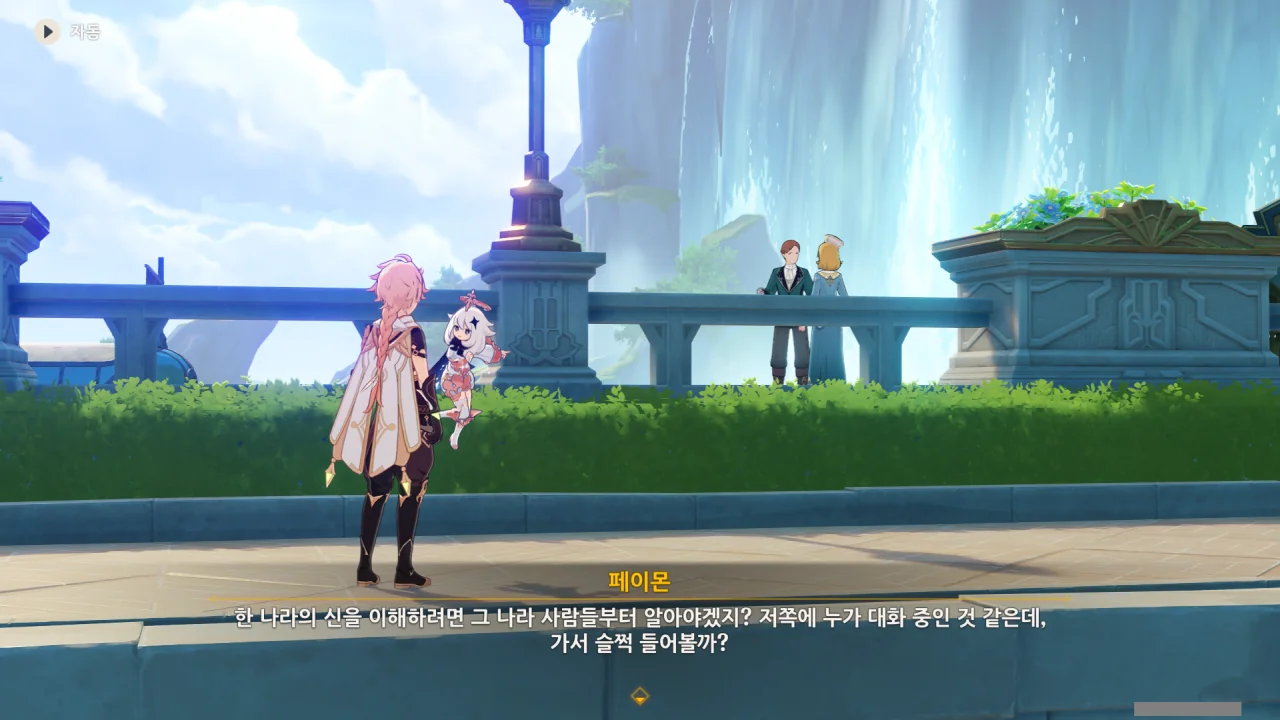 자동
페이몬
한 나라의 신을 이해하려면 그 나라 사람들부터 알아야겠지? 저쪽에 누가 대화 중인 것 같은데,
가서 슬쩍 들어볼까?